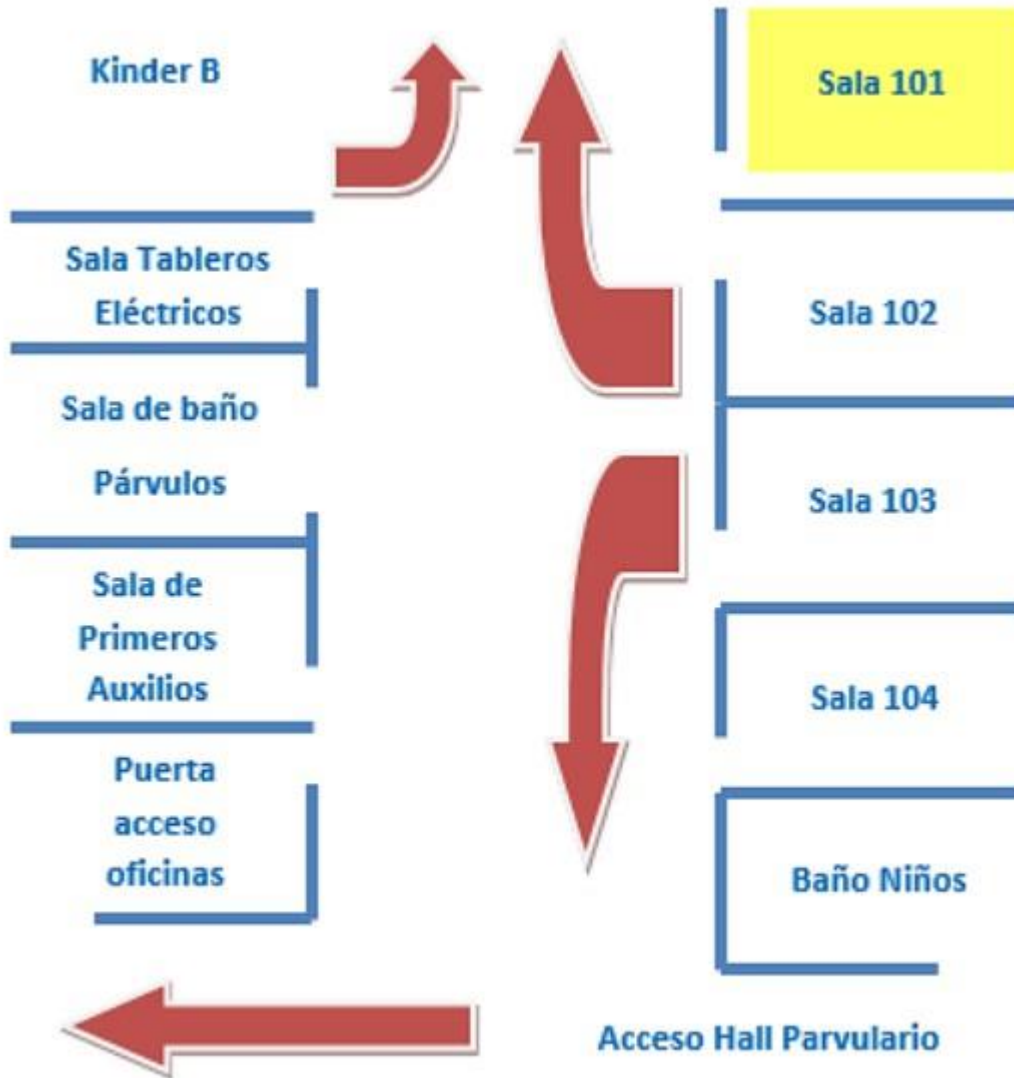 Kinder B
Sala Tableros
Eléctricos
Sala de baño
Párvulos
Sala de
Primeros
Auxilios
Puerta
acceso
oficinas
Sala 101
Sala 102
Sala 103
Sala 104
Baño Niños
Acceso Hall Parvulario